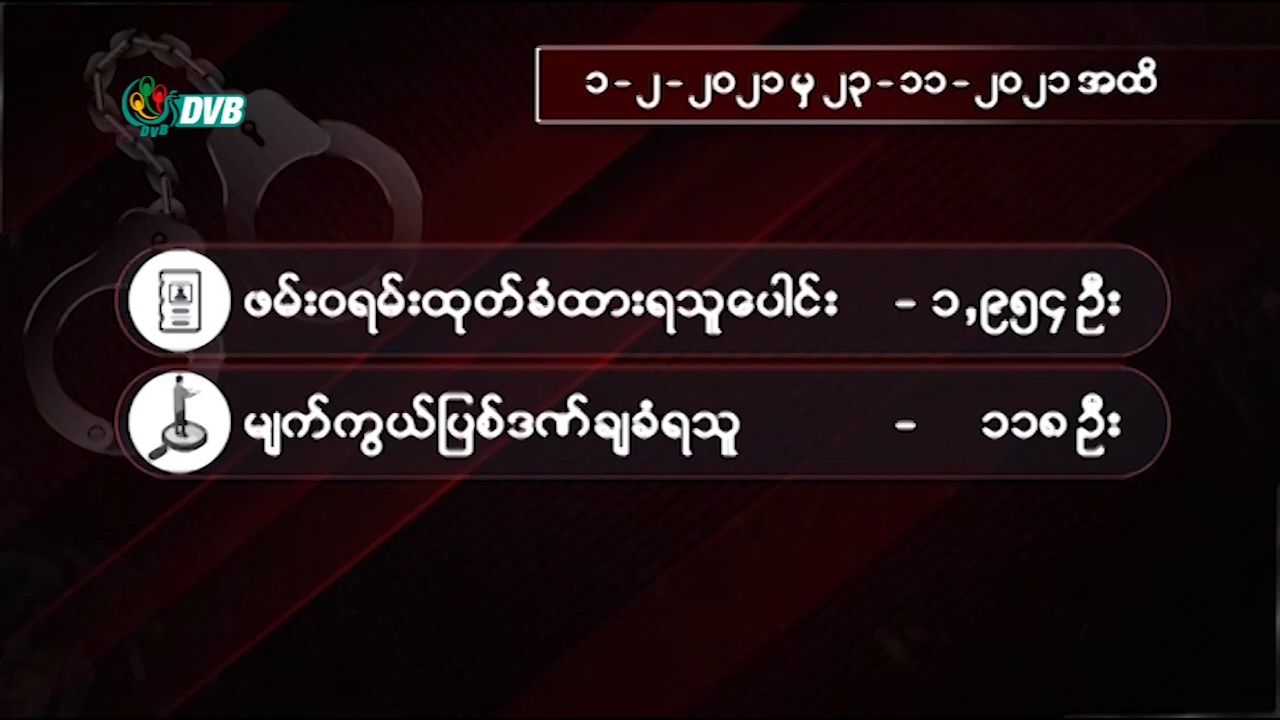 DVB
DVB
၁-၂-၂၀၂၁ မှ ၂၃-၁၁-၂၀၂၁ အထိ
ဖမ်းဝရမ်းထုတ်ခံထားရသူပေါင်း - ၁,၉၅၄ ဦး
မျက်ကွယ်ပြစ်ဒဏ်ချခံရသူ - ၁၁၈ ဦး